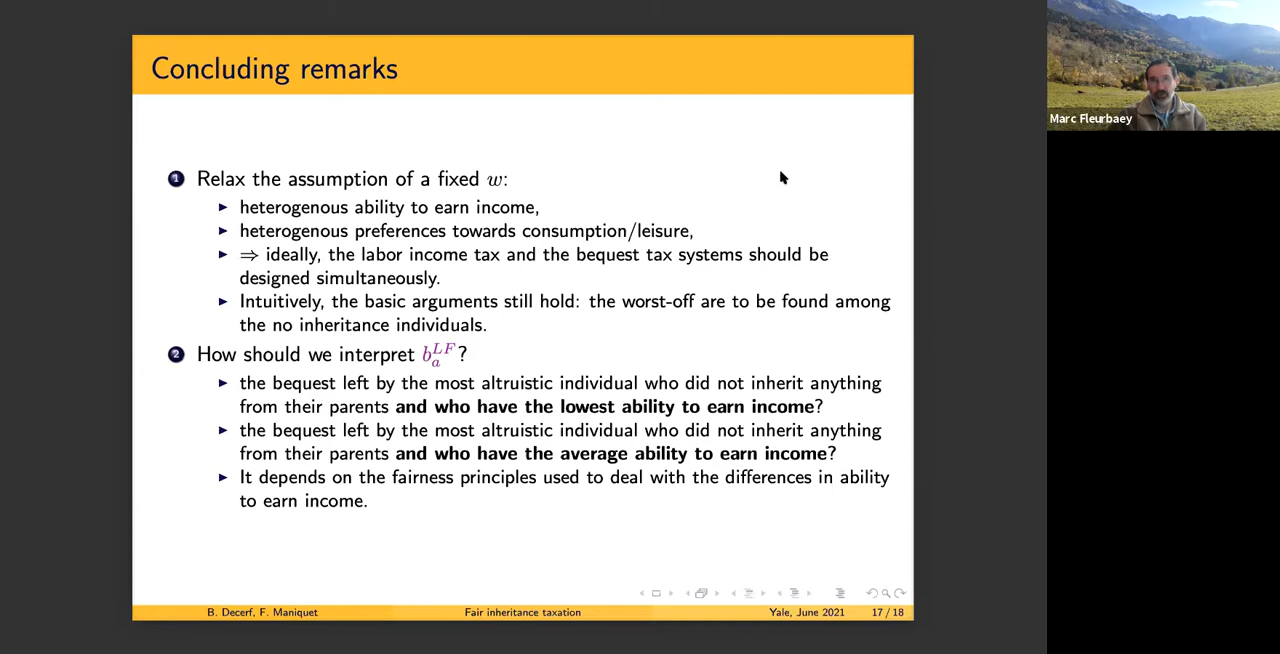 Concluding remarks
Marc Fleurbaey
1 Relax the assumption of a fixed w:
▶ heterogenous ability to earn income,
▶ heterogenous preferences towards consumption/leisure,
▶ ⇒ ideally, the labor income tax and the bequest tax systems should be
designed simultaneously.
▶ Intuitively, the basic arguments still hold: the worst-off are to be found among
the no inheritance individuals.
2 How should we interpret b_a^{LF}?
▶ the bequest left by the most altruistic individual who did not inherit anything
from their parents and who have the lowest ability to earn income?
▶ the bequest left by the most altruistic individual who did not inherit anything
from their parents and who have the average ability to earn income?
▶ It depends on the fairness principles used to deal with the differences in ability
to earn income.
B. Decerf, F. Maniquet Fair inheritance taxation Yale, June 2021 17 / 18